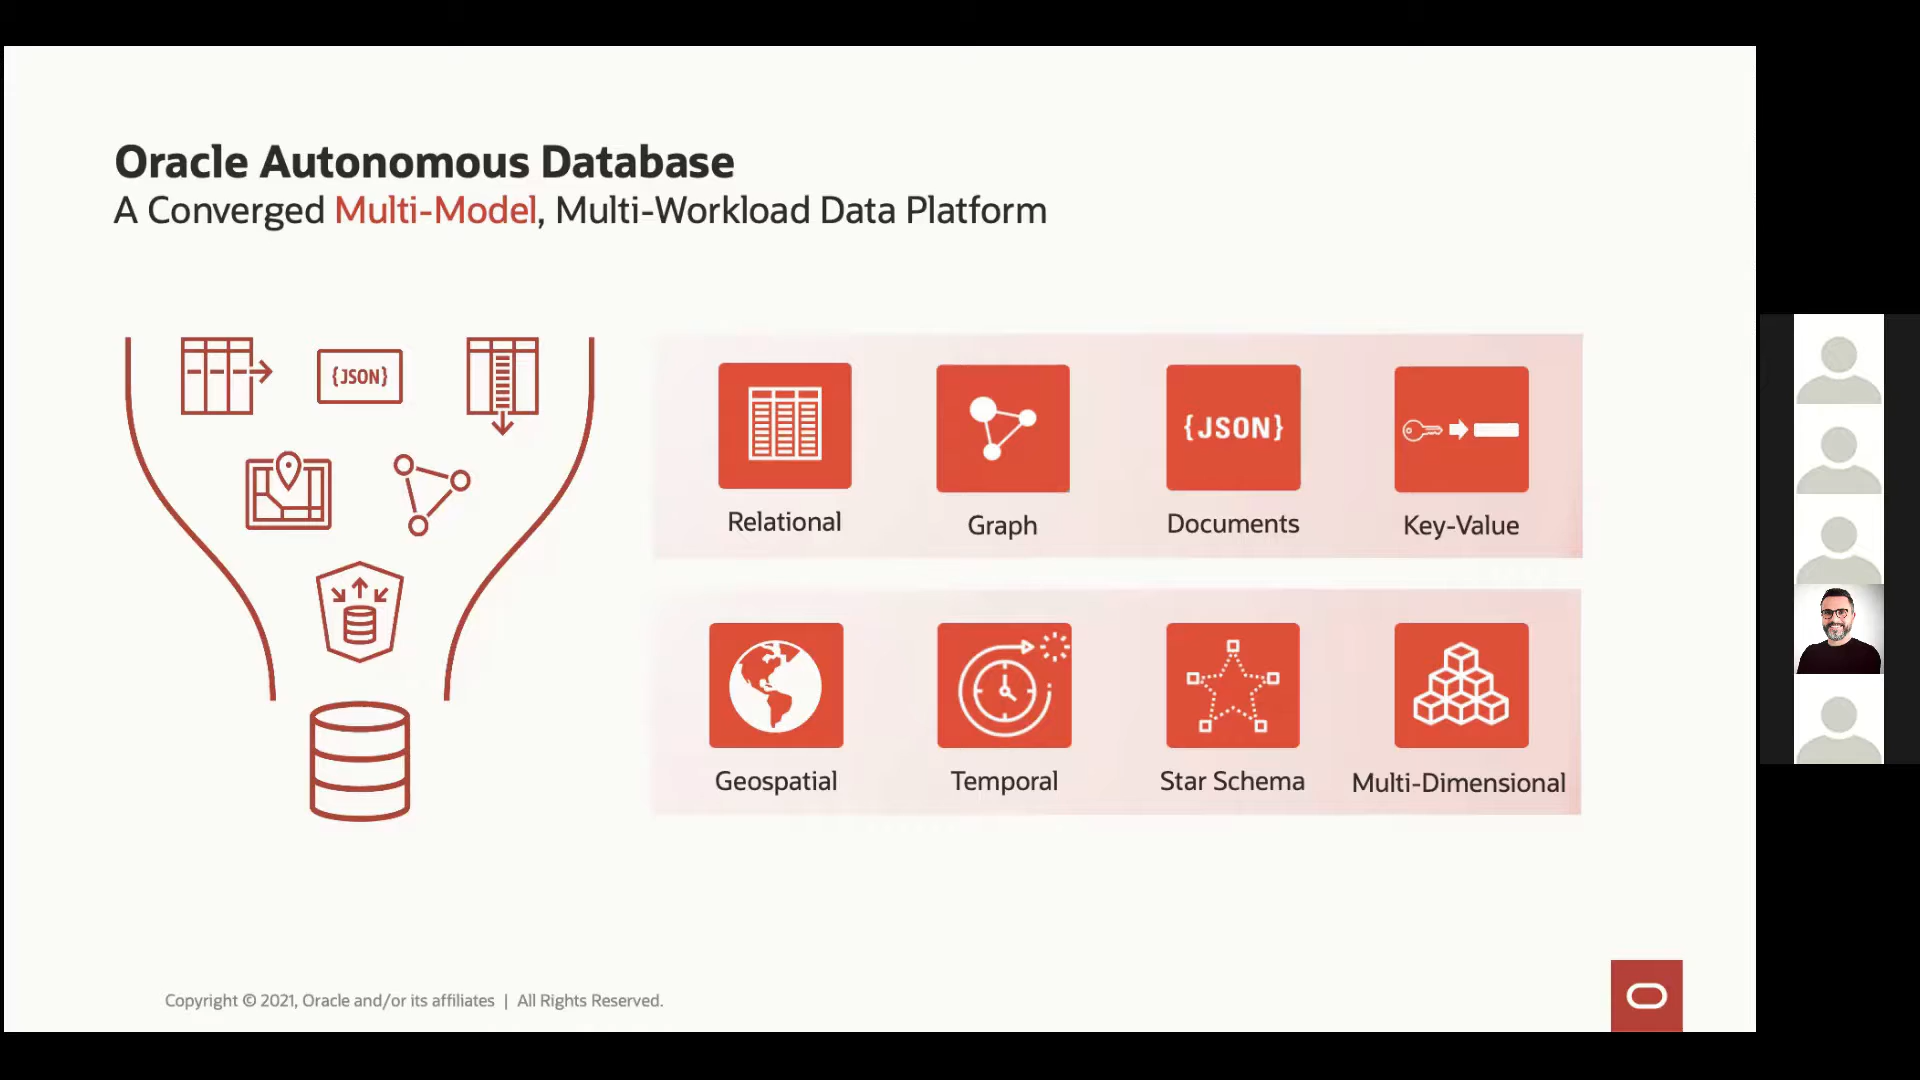 Oracle Autonomous Database
A Converged Multi-Model, Multi-Workload Data Platform
{JSON}
{JSON}
Relational
Graph
Documents
Key-Value
Geospatial
Temporal
Star Schema
Multi-Dimensional
Copyright © 2021, Oracle and/or its affiliates | All Rights Reserved.